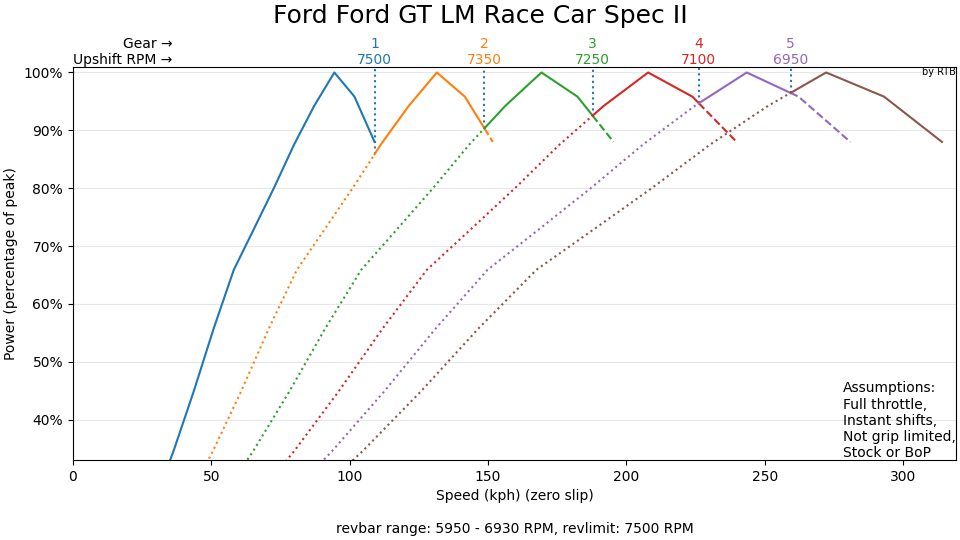 Ford Ford GT LM Race Car Spec II
Gear → 1 2 3 4 5
Upshift RPM → 7500 7350 7250 7100 6950
by RTB
100%
90%
80%
70%
60%
50%
40%
Power (percentage of peak)
Assumptions:
Full throttle,
Instant shifts,
Not grip limited,
Stock or BoP
0 50 100 150 200 250 300
Speed (kph) (zero slip)
revbar range: 5950 - 6930 RPM, revlimit: 7500 RPM